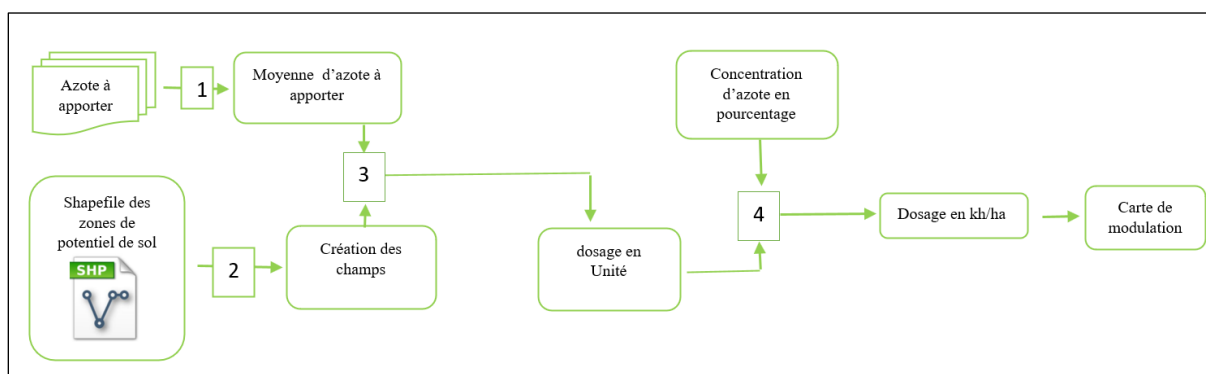 Azote à
apporter
1
Moyenne d'azote à
apporter
Concentration
d'azote en
pourcentage
3
Shapefile des
zones de
potentiel de sol
SHP
2
Création des
champs
dosage en
Unité
4
Dosage en kh/ha
Carte de
modulation